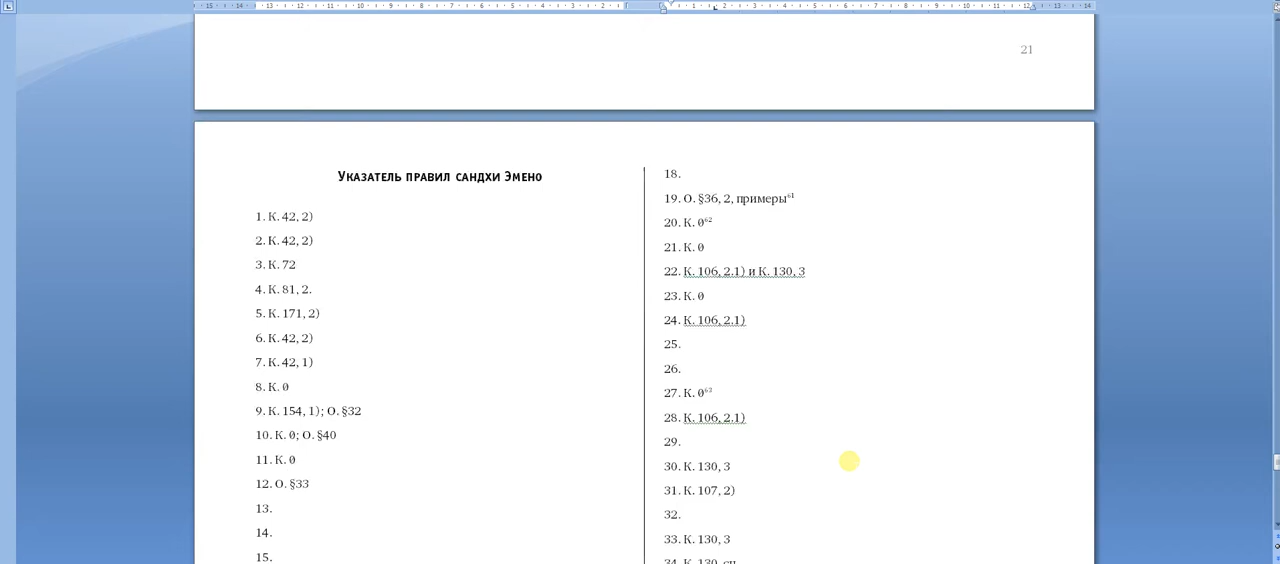 21
Указатель правил сандхи Эмено
1. К. 42, 2)
2. К. 42, 2)
3. К. 72
4. К. 81, 2.
5. К. 171, 2)
6. К. 42, 2)
7. К. 42, 1)
8. К. 0
9. К. 154, 1); О. §32
10. К. 0; О. §40
11. К. 0
12. О. §33
13.
14.
15.
18.
19. О. §36, 2, примеры⁶¹
20. К. 0⁶²
21. К. 0
22. К. 106, 2.1) и К. 130, 3
23. К. 0
24. К. 106, 2.1)
25.
26.
27. К. 0⁶³
28. К. 106, 2.1)
29.
30. К. 130, 3
31. К. 107, 2)
32.
33. К. 130, 3